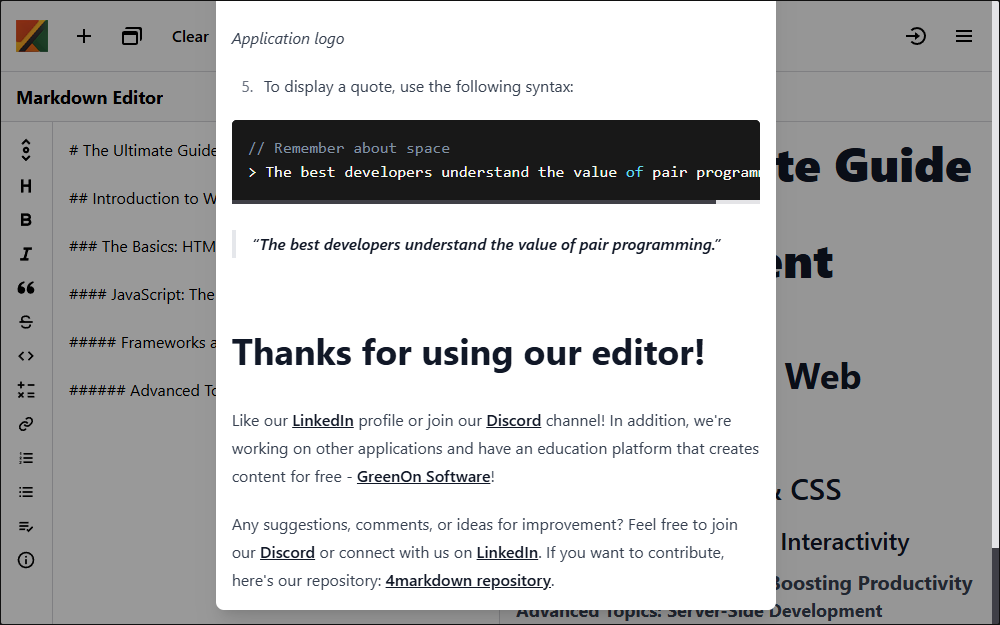 Clear
Markdown Editor
# The Ultimate Guide
## Introduction to W
### The Basics: HTM
#### JavaScript: The
##### Frameworks a
###### Advanced To
Application logo
5. To display a quote, use the following syntax:
// Remember about space
> The best developers understand the value of pair programm
“The best developers understand the value of pair programming.”
Thanks for using our editor!
Like our LinkedIn profile or join our Discord channel! In addition, we're
working on other applications and have an education platform that creates
content for free - GreenOn Software!
Any suggestions, comments, or ideas for improvement? Feel free to join
our Discord or connect with us on LinkedIn. If you want to contribute,
here's our repository: 4markdown repository.
te Guide
ent
Web
& CSS
Interactivity
Boosting Productivity
Advanced Topics: Server-Side Development